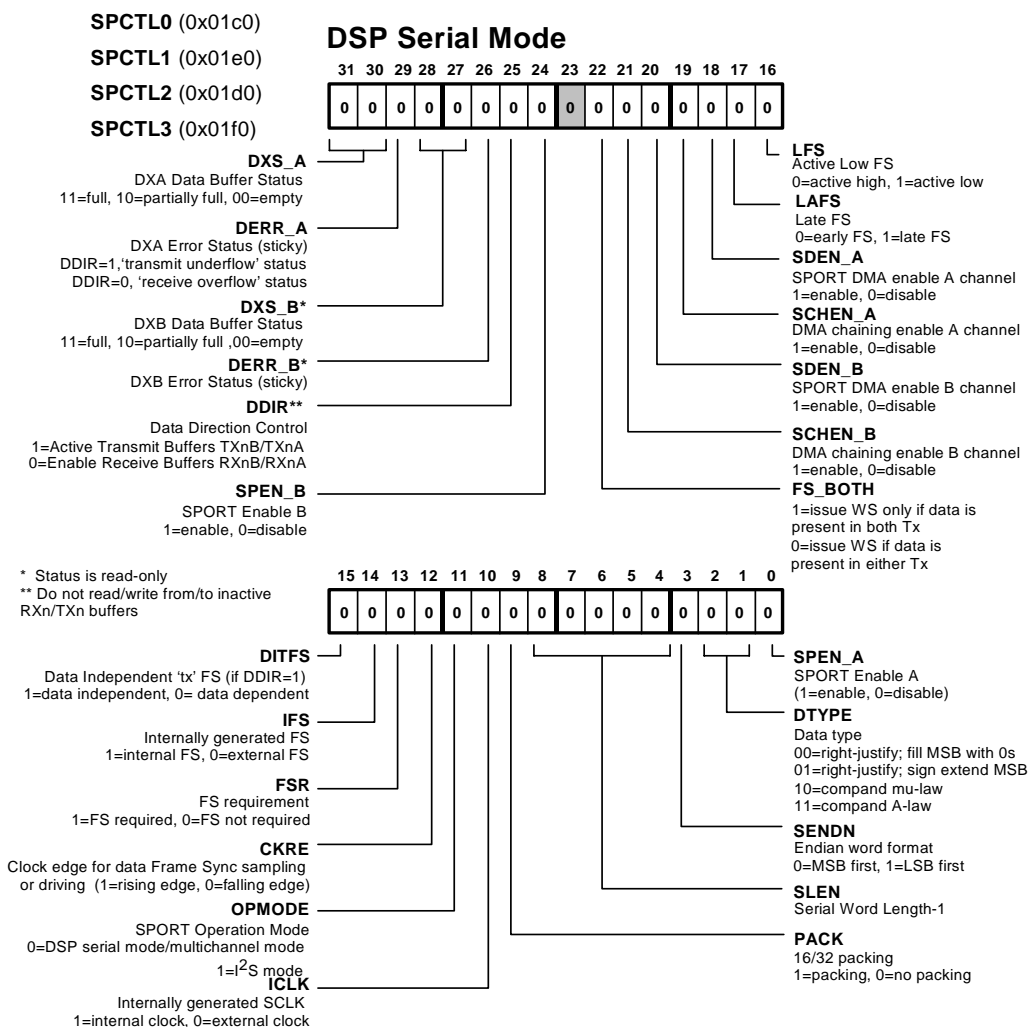 SPCTL0 (0x01c0)
SPCTL1 (0x01e0)
SPCTL2 (0x01d0)
SPCTL3 (0x01f0)
DSP Serial Mode
31 30 29 28 27 26 25 24 23 22 21 20 19 18 17 16
0 0 0 0 0 0 0 0 0 0 0 0 0 0 0 0
DXS_A
DXA Data Buffer Status
11=full, 10=partially full, 00=empty
DERR_A
DXA Error Status (sticky)
DDIR=1,‘transmit underflow’ status
DDIR=0, ‘receive overflow’ status
DXS_B*
DXB Data Buffer Status
11=full, 10=partially full ,00=empty
DERR_B*
DXB Error Status (sticky)
DDIR**
Data Direction Control
1=Active Transmit Buffers TXnB/TXnA
0=Enable Receive Buffers RXnB/RXnA
SPEN_B
SPORT Enable B
1=enable, 0=disable
LFS
Active Low FS
0=active high, 1=active low
LAFS
Late FS
0=early FS, 1=late FS
SDEN_A
SPORT DMA enable A channel
1=enable, 0=disable
SCHEN_A
DMA chaining enable A channel
1=enable, 0=disable
SDEN_B
SPORT DMA enable B channel
1=enable, 0=disable
SCHEN_B
DMA chaining enable B channel
1=enable, 0=disable
FS_BOTH
1=issue WS only if data is
present in both Tx
0=issue WS if data is
present in either Tx
* Status is read-only
** Do not read/write from/to inactive
RXn/TXn buffers
15 14 13 12 11 10 9 8 7 6 5 4 3 2 1 0
0 0 0 0 0 0 0 0 0 0 0 0 0 0 0 0
DITFS
Data Independent ‘tx’ FS (if DDIR=1)
1=data independent, 0= data dependent
IFS
Internally generated FS
1=internal FS, 0=external FS
FSR
FS requirement
1=FS required, 0=FS not required
CKRE
Clock edge for data Frame Sync sampling
or driving (1=rising edge, 0=falling edge)
OPMODE
SPORT Operation Mode
0=DSP serial mode/multichannel mode
1=I2S mode
ICLK
Internally generated SCLK
1=internal clock, 0=external clock
SPEN_A
SPORT Enable A
(1=enable, 0=disable)
DTYPE
Data type
00=right-justify; fill MSB with 0s
01=right-justify; sign extend MSB
10=compand mu-law
11=compand A-law
SENDN
Endian word format
0=MSB first, 1=LSB first
SLEN
Serial Word Length-1
PACK
16/32 packing
1=packing, 0=no packing